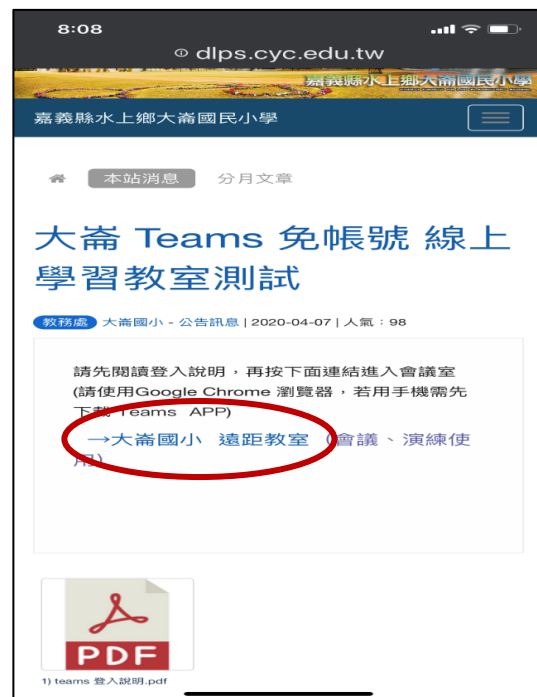 8:08
dlps.cyc.edu.tw
嘉義縣水上鄉大崙國民小學
嘉義縣水上鄉大崙國民小學
本站消息 分月文章
大崙 Teams 免帳號 線上
學習教室測試
教務處 大崙國小 - 公告訊息 | 2020-04-07 | 人氣：98
請先閱讀登入說明，再按下面連結進入會議室
(請使用Google Chrome 瀏覽器，若用手機需先
下載 Teams APP)
→大崙國小 遠距教室 (會議、演練使
用)
PDF
1) teams 登入說明.pdf